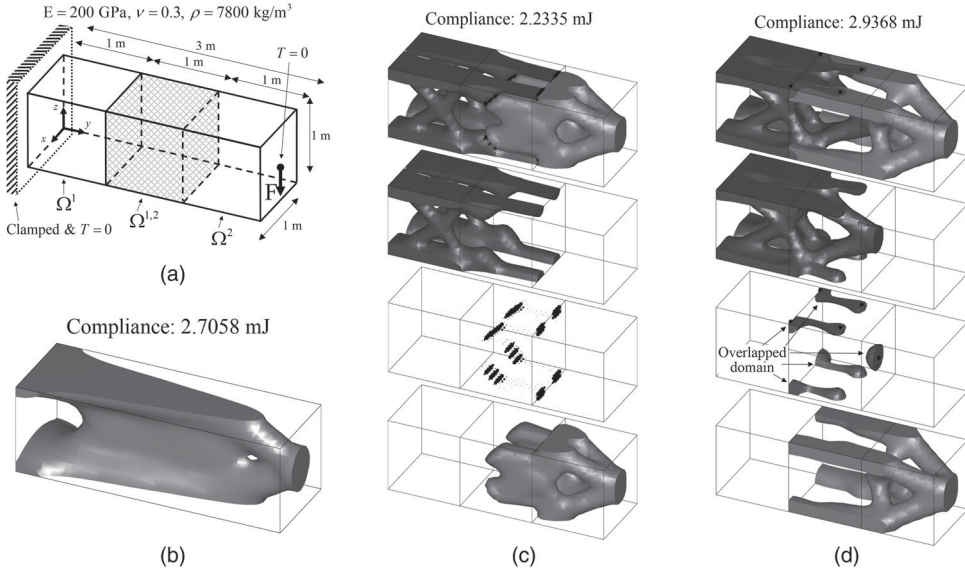 E = 200 GPa, ν = 0.3, ρ = 7800 kg/m³
3 m
1 m
1 m
1 m
T = 0
1 m
z
y
x
F
1 m
Ω¹
Ω¹,²
Ω²
Clamped & T = 0
(a)
Compliance: 2.7058 mJ
(b)
Compliance: 2.2335 mJ
(c)
Compliance: 2.9368 mJ
Overlapped
domain
(d)